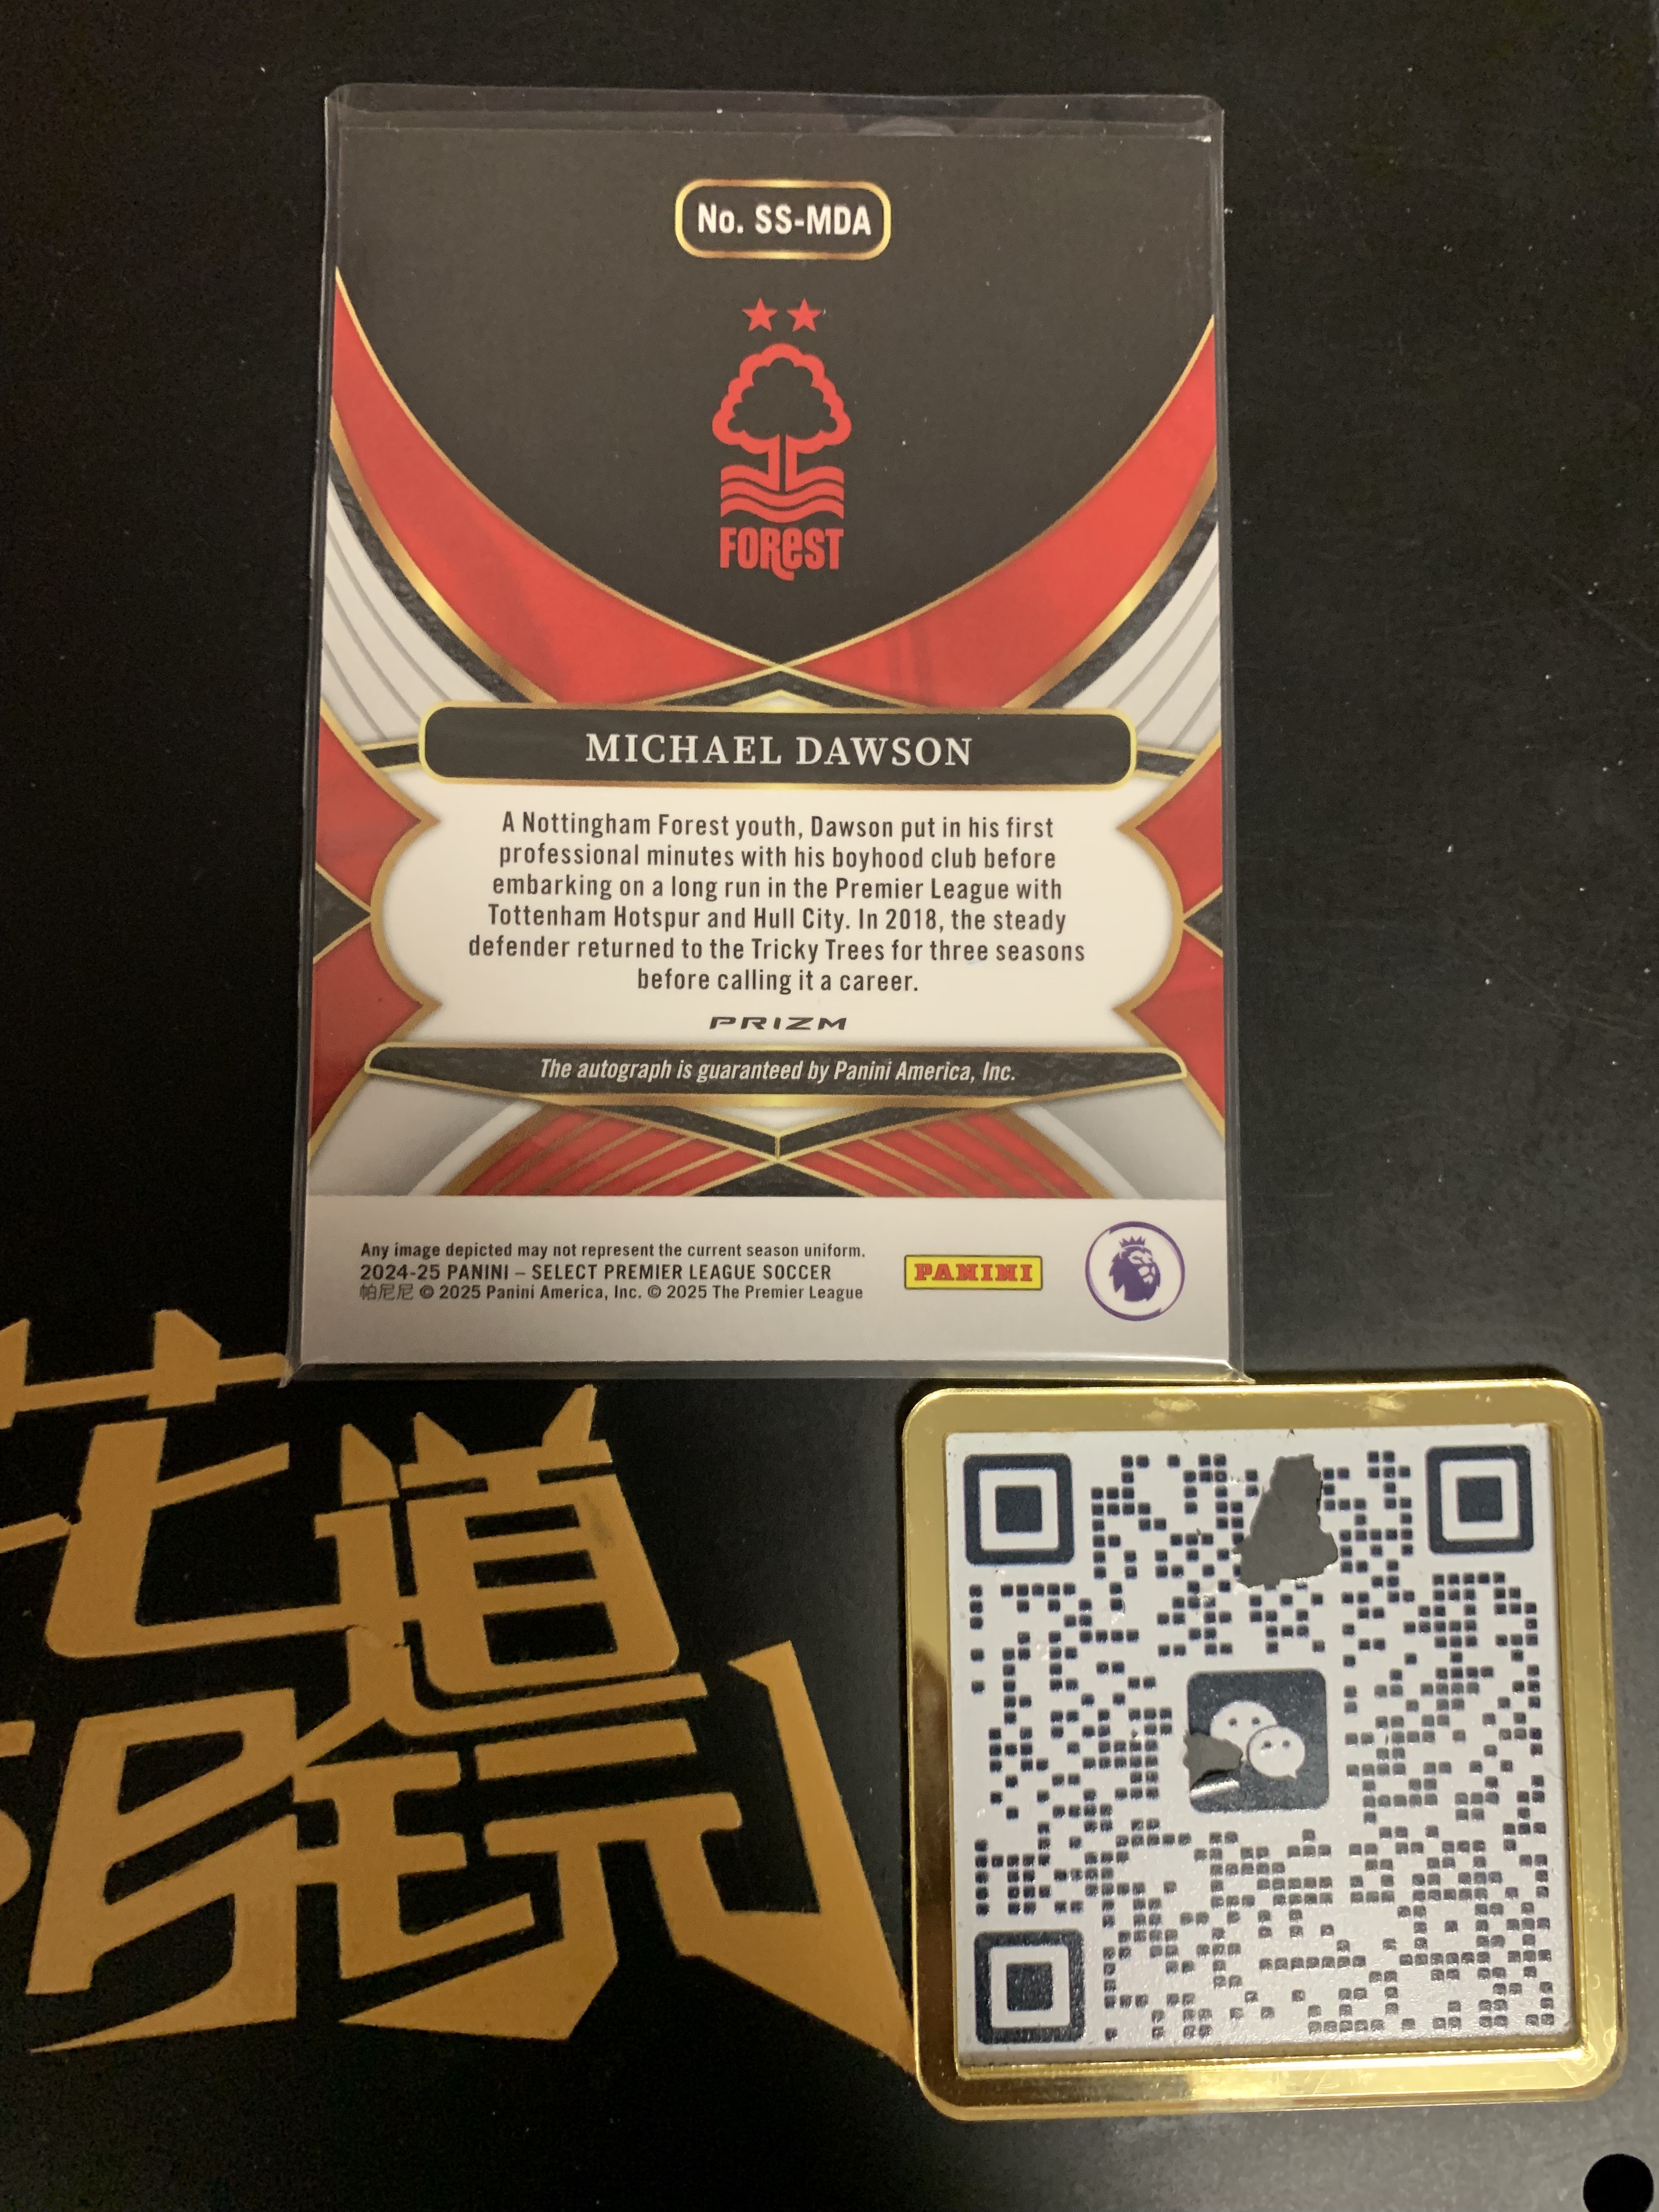 No. SS-MDA
FOREST
MICHAEL DAWSON
A Nottingham Forest youth, Dawson put in his first
professional minutes with his boyhood club before
embarking on a long run in the Premier League with
Tottenham Hotspur and Hull City. In 2018, the steady
defender returned to the Tricky Trees for three seasons
before calling it a career.
PRIZM
The autograph is guaranteed by Panini America, Inc.
Any image depicted may not represent the current season uniform.
2024-25 PANINI – SELECT PREMIER LEAGUE SOCCER
帕尼尼 © 2025 Panini America, Inc. © 2025 The Premier League
PANINI
道